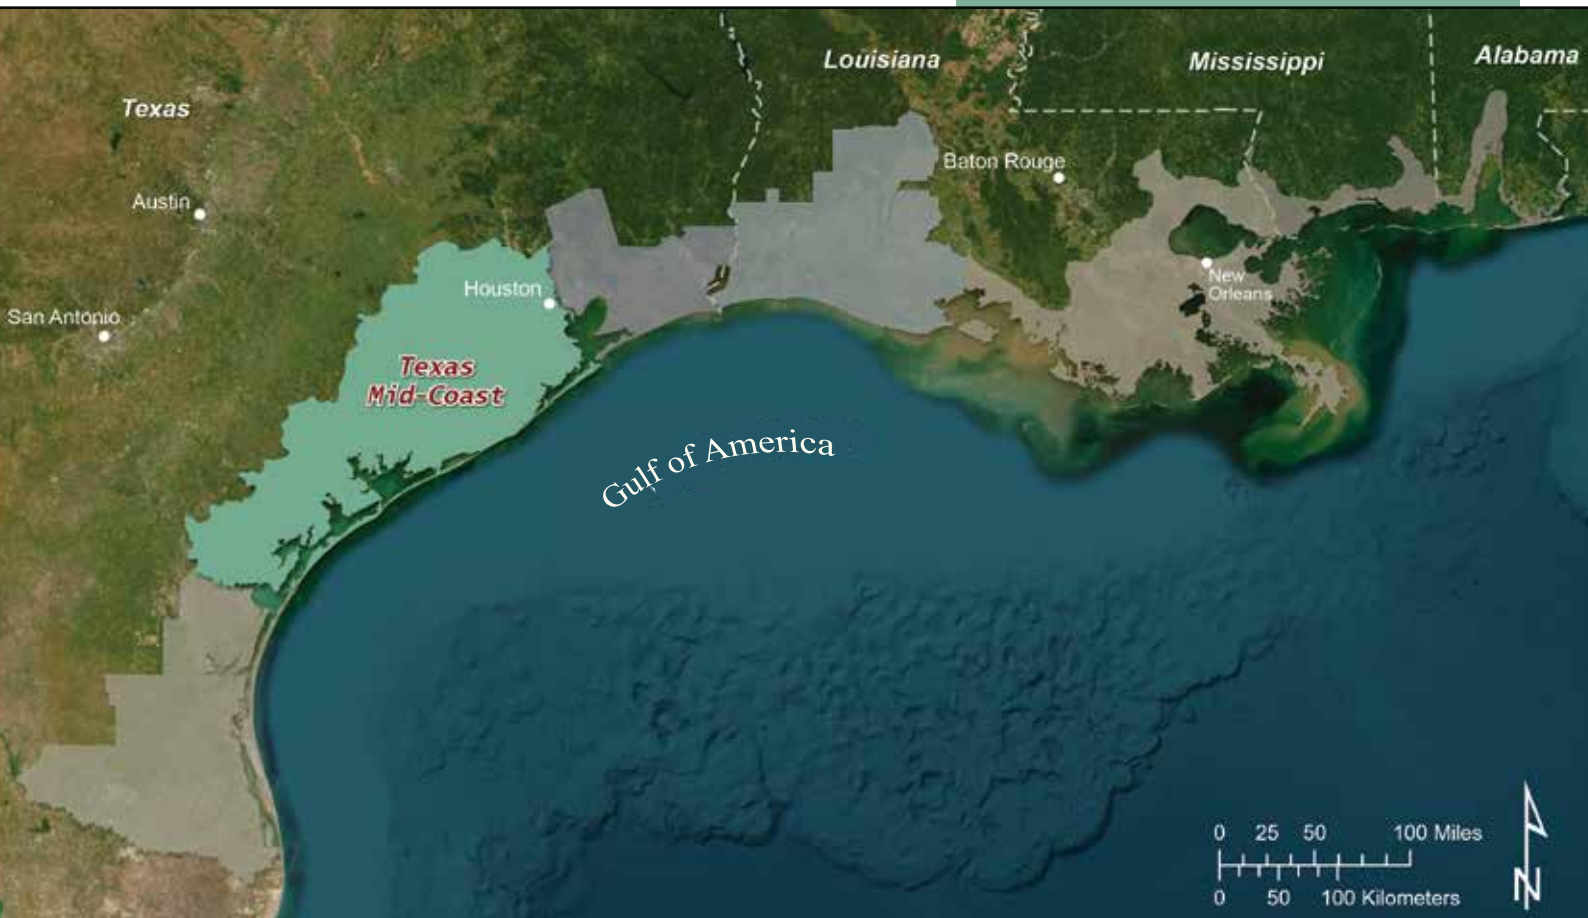 Louisiana
Mississippi
Alabama
Texas
Baton Rouge
Austin
New
Orleans
Houston
San Antonio
Texas
Mid-Coast
Gulf of America
0 25 50 100 Miles
0 50 100 Kilometers
N